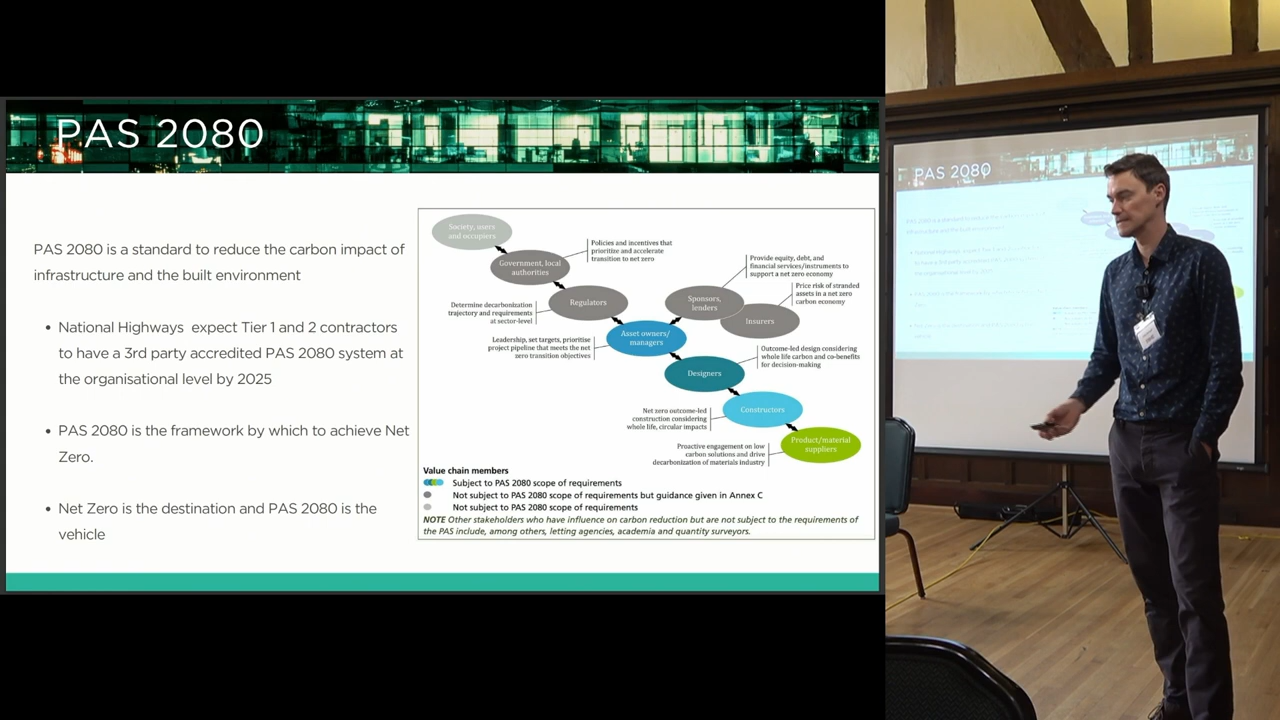 PAS 2080
PAS 2080 is a standard to reduce the carbon impact of
infrastructure and the built environment
• National Highways expect Tier 1 and 2 contractors
to have a 3rd party accredited PAS 2080 system at
the organisational level by 2025
• PAS 2080 is the framework by which to achieve Net
Zero.
• Net Zero is the destination and PAS 2080 is the
vehicle
Society, users
and occupiers
Government, local
authorities
Policies and incentives that
prioritize and accelerate
transition to net zero
Regulators
Determine decarbonization
trajectory and requirements
at sector-level
Sponsors,
lenders
Provide equity, debt, and
financial services/instruments to
support a net zero economy
Insurers
Price risk of stranded
assets in a net zero
carbon economy
Asset owners/
managers
Leadership, set targets, prioritise
project pipeline that meets the net
zero transition objectives
Designers
Outcome-led design considering
whole life carbon and co-benefits
for decision-making
Constructors
Net zero outcome-led
construction considering
whole life, circular impacts
Product/material
suppliers
Proactive engagement on low
carbon solutions and drive
decarbonization of materials industry
Value chain members
Subject to PAS 2080 scope of requirements
Not subject to PAS 2080 scope of requirements but guidance given in Annex C
Not subject to PAS 2080 scope of requirements
NOTE Other stakeholders who have influence on carbon reduction but are not subject to the requirements of
the PAS include, among others, letting agencies, academia and quantity surveyors.
PAS 2080